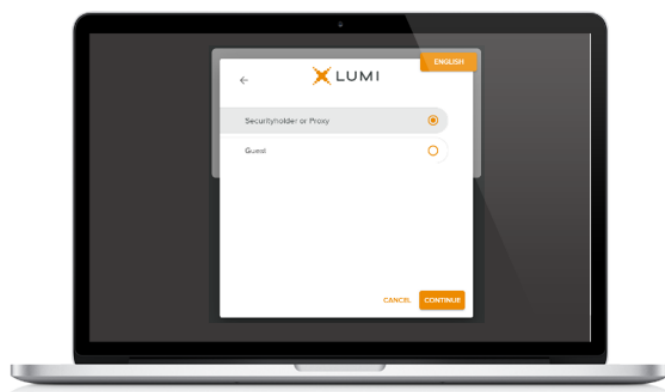 ENGLISH
LUMI
Securityholder or Proxy
Guest
CANCEL
CONTINUE